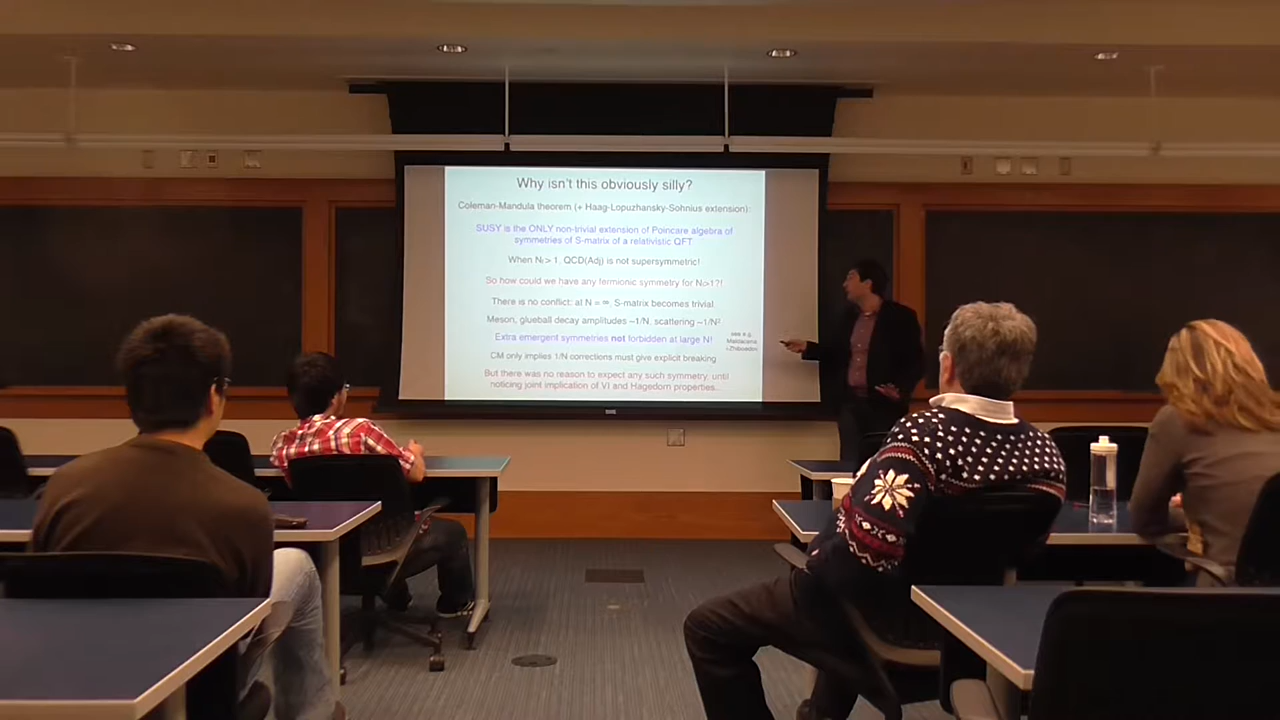 Why isn't this obviously silly?
Coleman-Mandula theorem (+ Haag-Lopuzhansky-Sohnius extension):
SUSY is the ONLY non-trivial extension of Poincare algebra of
symmetries of S-matrix of a relativistic QFT
When Nf > 1, QCD(Adj) is not supersymmetric!
So how could we have any fermionic symmetry for Nf>1?!
There is no conflict: at N = ∞, S-matrix becomes trivial
Meson, glueball decay amplitudes ~1/N, scattering ~1/N²
see e.g.,
Maldacena
+Zhiboedov
Extra emergent symmetries not forbidden at large N!
CM only implies 1/N corrections must give explicit breaking
But there was no reason to expect any such symmetry, until
noticing joint implication of VI and Hagedorn properties...